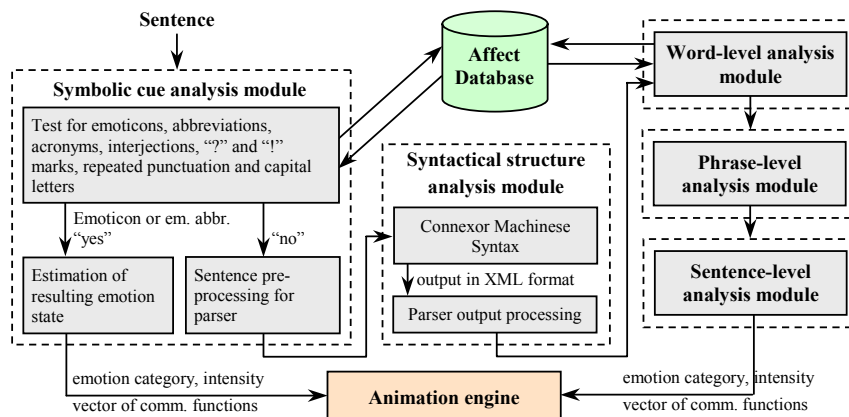 Sentence
Symbolic cue analysis module
Test for emoticons, abbreviations,
acronyms, interjections, “?” and “!”
marks, repeated punctuation and capital
letters
Emoticon or em. abbr.
“yes”
“no”
Estimation of
resulting emotion
state
Sentence pre-
processing for
parser
Affect
Database
Syntactical structure
analysis module
Connexor Machinese
Syntax
output in XML format
Parser output processing
Word-level analysis
module
Phrase-level
analysis module
Sentence-level
analysis module
emotion category, intensity
vector of comm. functions
Animation engine
emotion category, intensity
vector of comm. functions